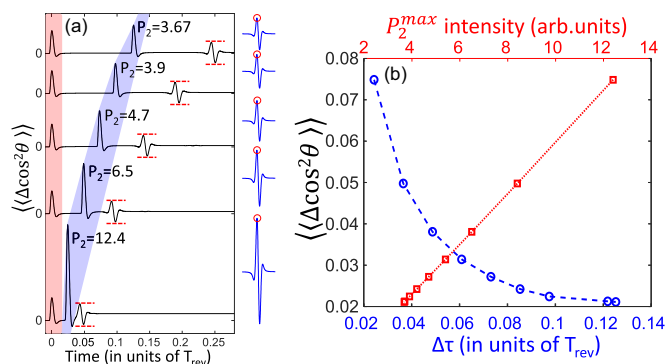 (a)
P₂=3.67
P₂=3.9
P₂=4.7
P₂=6.5
P₂=12.4
0
0
0
0
0
⟨⟨Δcos²θ⟩⟩
0 0.05 0.1 0.15 0.2 0.25
Time (in units of T_rev)
P₂^max intensity (arb.units)
2 4 6 8 10 12 14
(b)
⟨⟨Δcos²θ⟩⟩
0.08
0.07
0.06
0.05
0.04
0.03
0.02
0.02 0.04 0.06 0.08 0.1 0.12 0.14
Δτ (in units of T_rev)